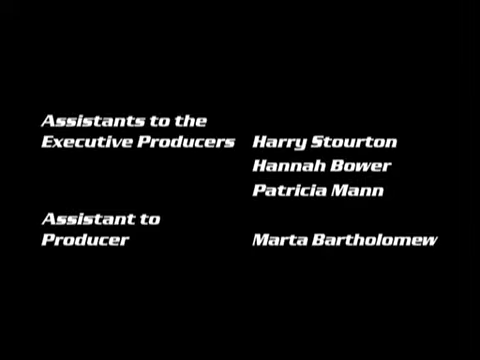 Assistants to the
Executive Producers Harry Stourton
Hannah Bower
Patricia Mann
Assistant to
Producer Marta Bartholomew